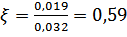 ξ = 0,019 / 0,032 = 0,59